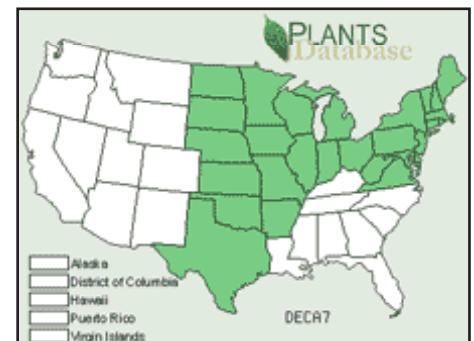 PLANTS
Database
Alaska
District of Columbia
Hawaii
Puerto Rico
Virgin Islands
DECA7